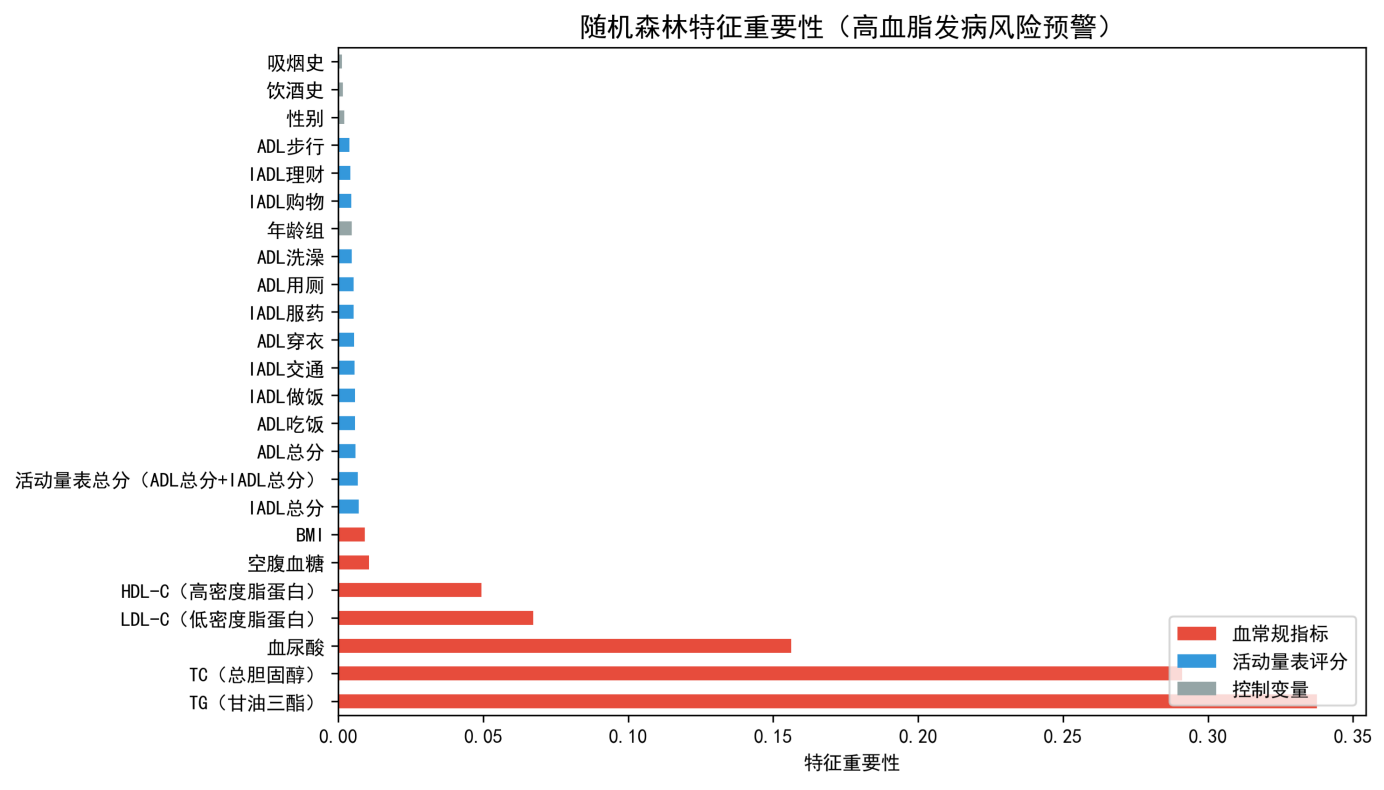 随机森林特征重要性（高血脂发病风险预警）
吸烟史
饮酒史
性别
ADL步行
IADL理财
IADL购物
年龄组
ADL洗澡
ADL用厕
IADL服药
ADL穿衣
IADL交通
IADL做饭
ADL吃饭
ADL总分
活动量表总分（ADL总分+IADL总分）
IADL总分
BMI
空腹血糖
HDL-C（高密度脂蛋白）
LDL-C（低密度脂蛋白）
血尿酸
TC（总胆固醇）
TG（甘油三酯）
血常规指标
活动量表评分
控制变量
0.00 0.05 0.10 0.15 0.20 0.25 0.30 0.35
特征重要性